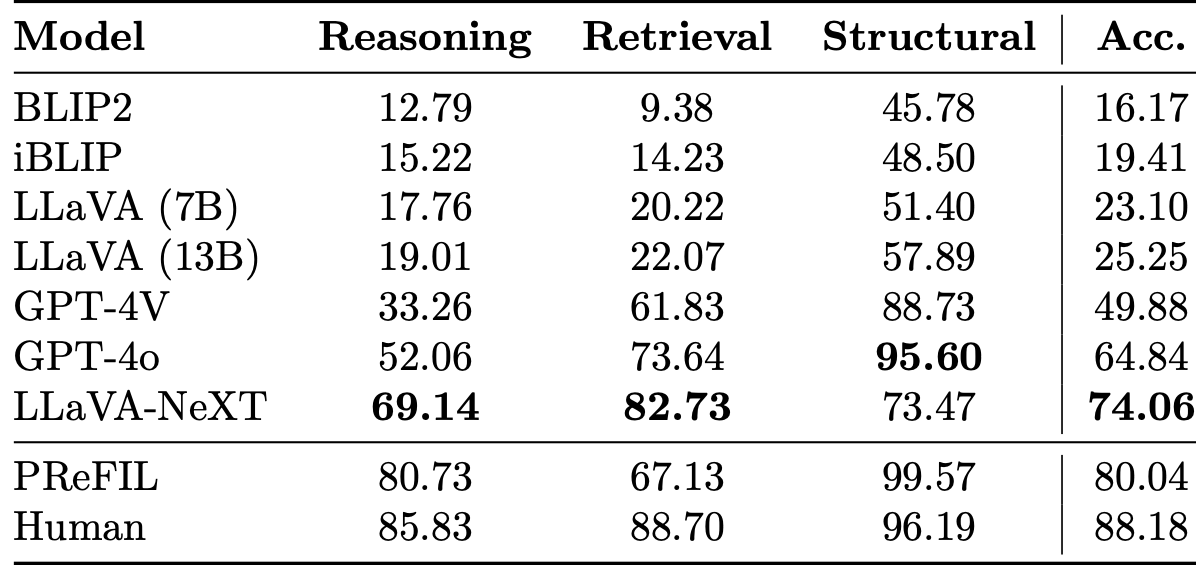 Model Reasoning Retrieval Structural Acc.
BLIP2 12.79 9.38 45.78 16.17
iBLIP 15.22 14.23 48.50 19.41
LLaVA (7B) 17.76 20.22 51.40 23.10
LLaVA (13B) 19.01 22.07 57.89 25.25
GPT-4V 33.26 61.83 88.73 49.88
GPT-4o 52.06 73.64 95.60 64.84
LLaVA-NeXT 69.14 82.73 73.47 74.06
PReFIL 80.73 67.13 99.57 80.04
Human 85.83 88.70 96.19 88.18